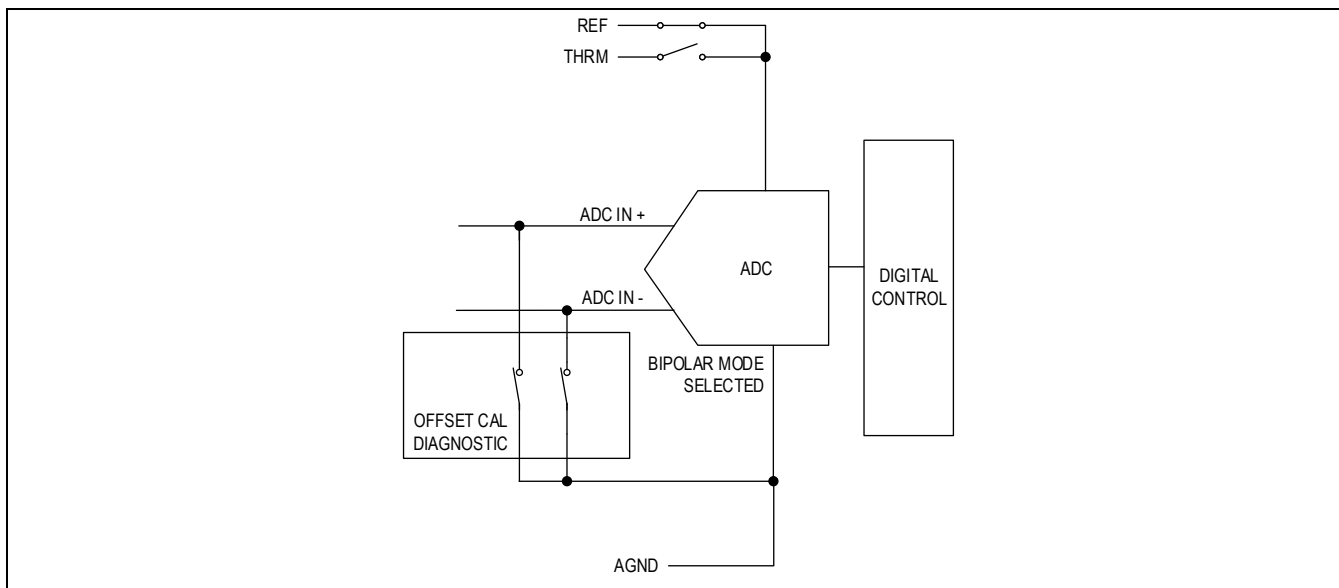 REF
THRM
ADC IN +
ADC
DIGITAL
CONTROL
ADC IN -
BIPOLAR MODE
SELECTED
OFFSET CAL
DIAGNOSTIC
AGND